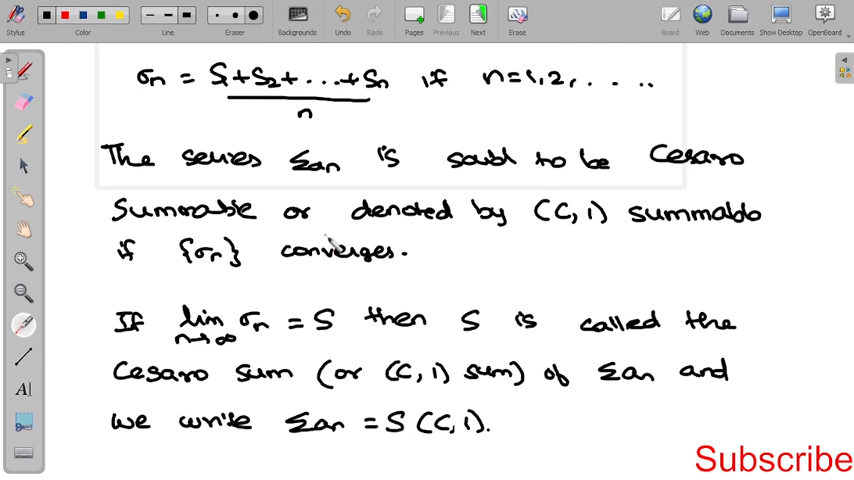 Stylus Color Line Eraser Backgrounds Undo Redo Pages Previous Next Erase Board Web Documents Show Desktop OpenBoard
σn = S1+S2+...+Sn if n=1,2,....
n
The series Σan is said to be Cesaro
Summable or denoted by (C,1) summable
if {σn} converges.
If lim σn = S then S is called the
n→∞
Cesaro sum (or (C,1) sum) of Σan and
we write Σan = S (C,1).
Subscribe